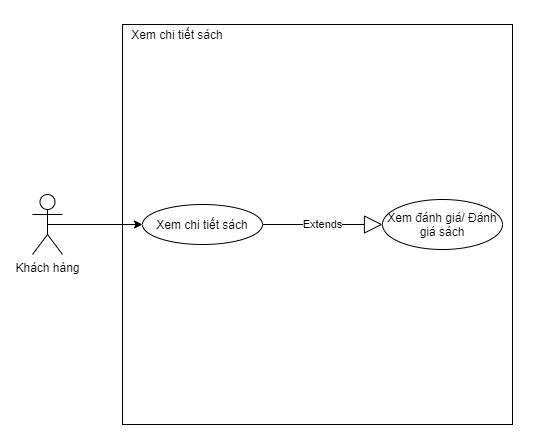 Xem chi tiết sách
Khách hàng
Xem chi tiết sách
Extends
Xem đánh giá/ Đánh
giá sách